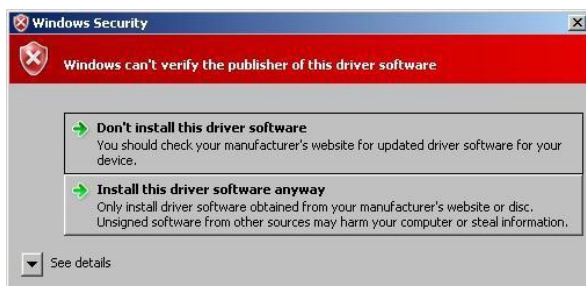 Windows Security
Windows can't verify the publisher of this driver software
Don't install this driver software
You should check your manufacturer's website for updated driver software for your
device.
Install this driver software anyway
Only install driver software obtained from your manufacturer's website or disc.
Unsigned software from other sources may harm your computer or steal information.
See details